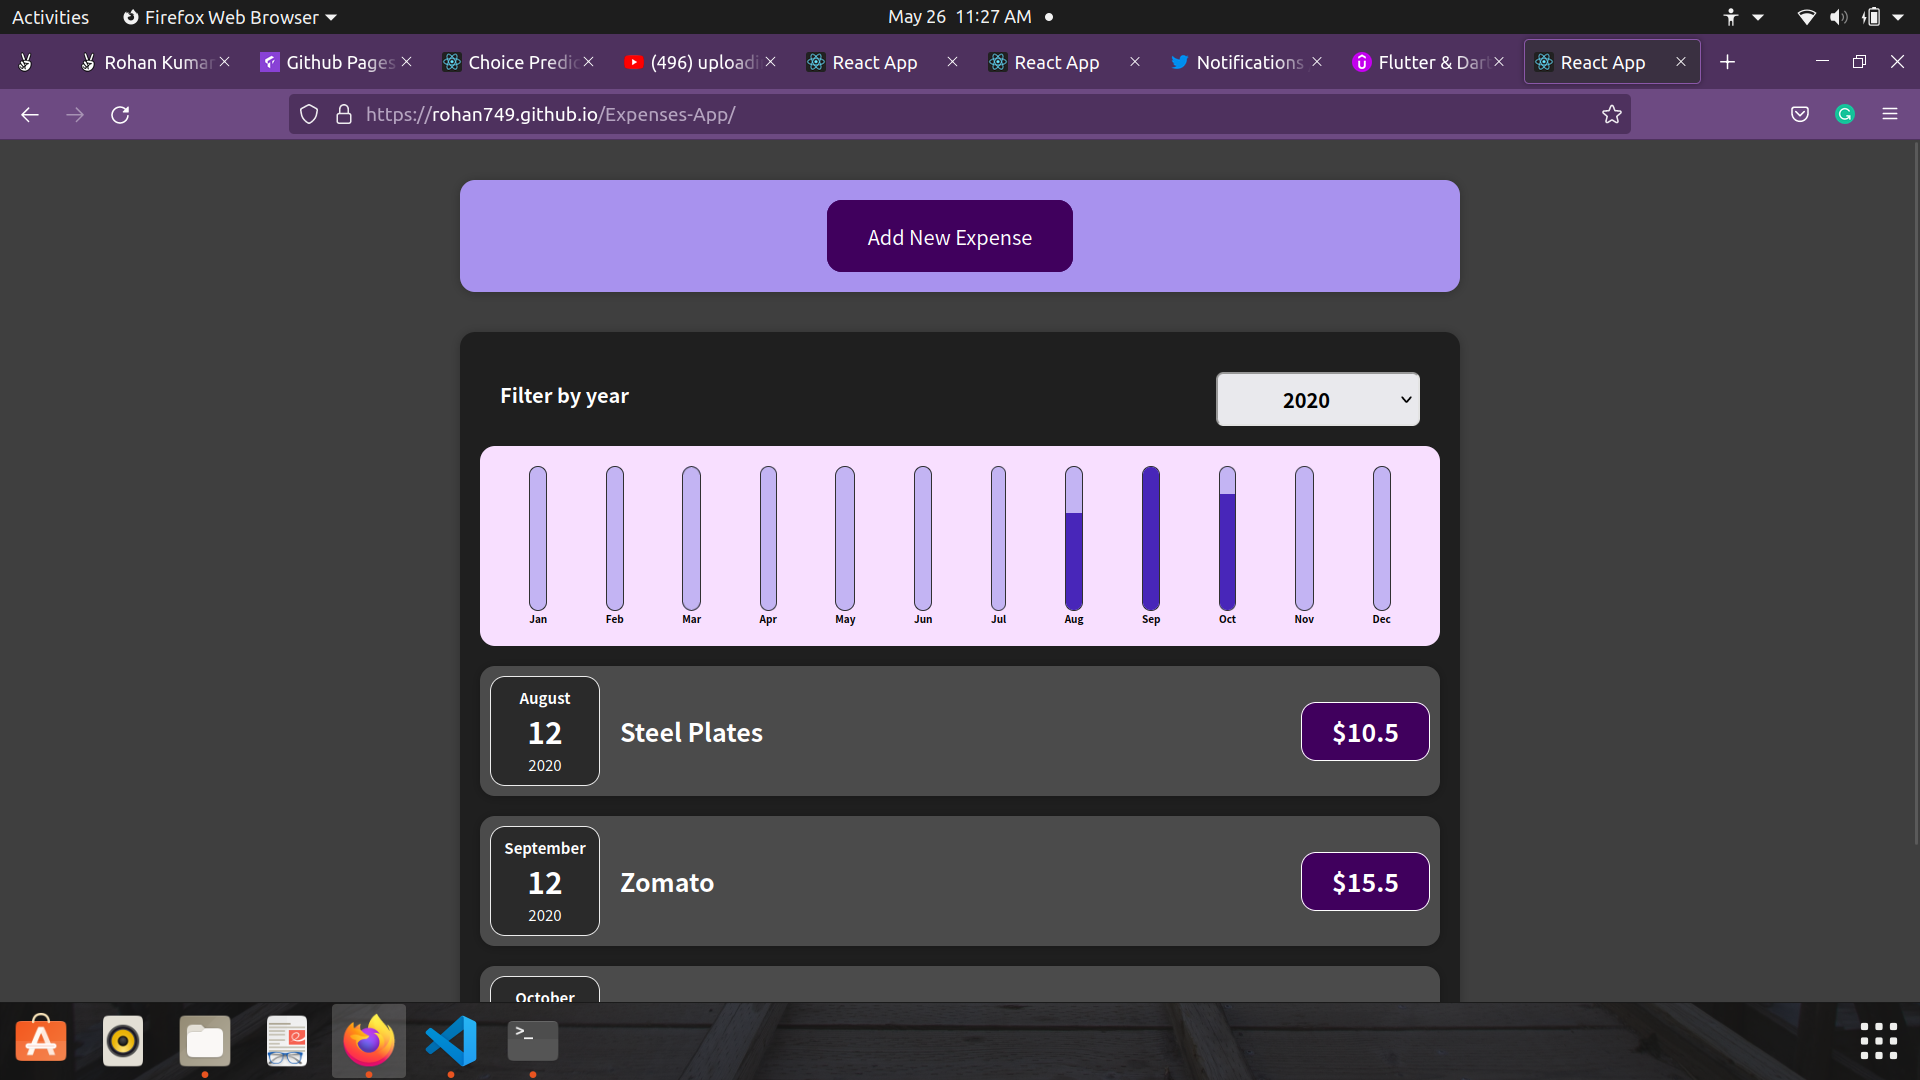 Activities Firefox Web Browser May 26 11:27 AM
Rohan Kumar Github Pages Choice Predic (496) uploadi React App React App Notifications Flutter & Dart React App
https://rohan749.github.io/Expenses-App/
Add New Expense
Filter by year 2020
Jan Feb Mar Apr May Jun Jul Aug Sep Oct Nov Dec
August
12
2020
Steel Plates
$10.5
September
12
2020
Zomato
$15.5
October